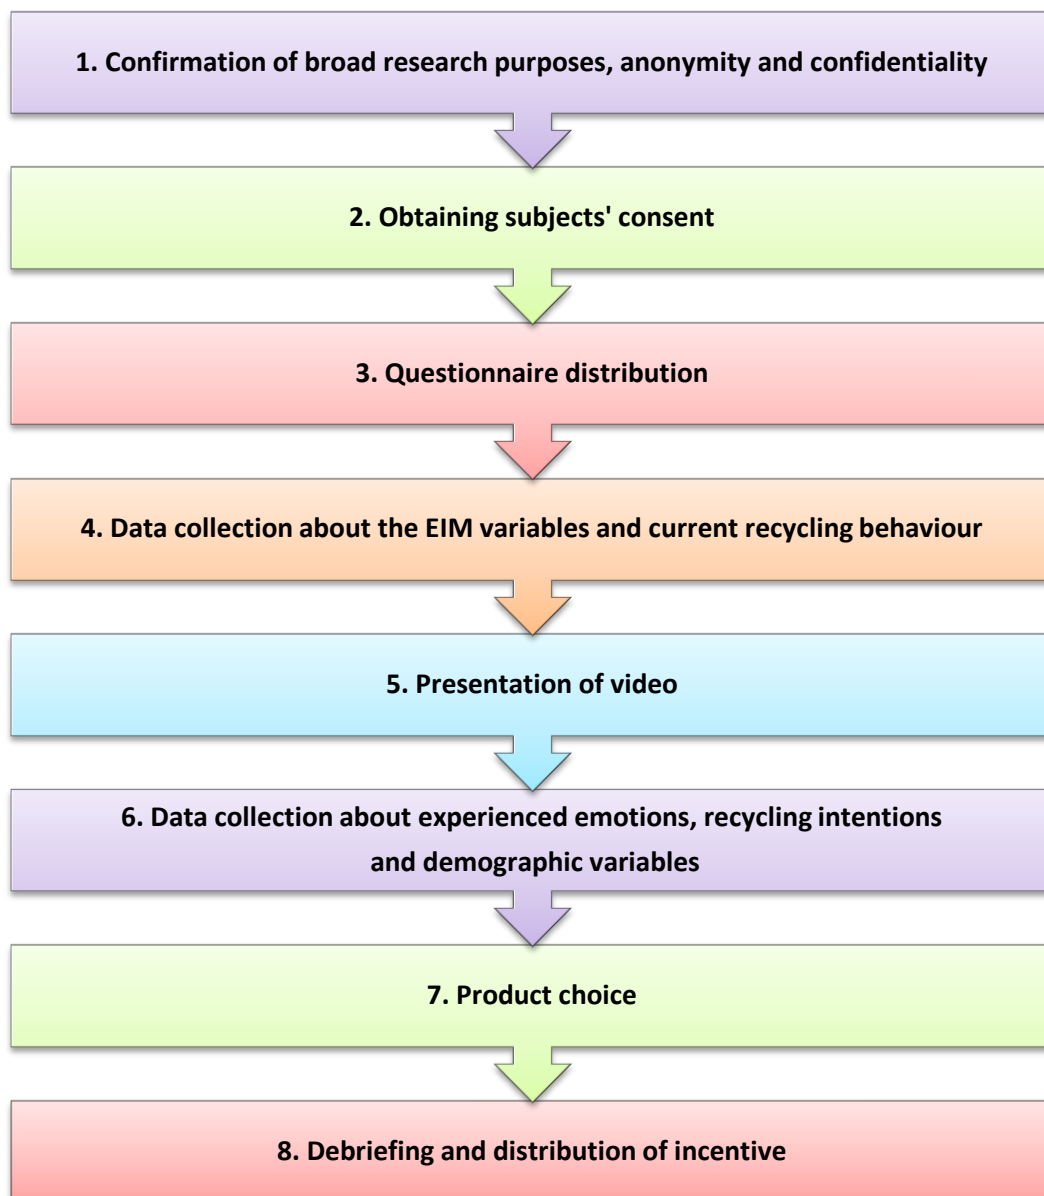 1. Confirmation of broad research purposes, anonymity and confidentiality
2. Obtaining subjects' consent
3. Questionnaire distribution
4. Data collection about the EIM variables and current recycling behaviour
5. Presentation of video
6. Data collection about experienced emotions, recycling intentions
and demographic variables
7. Product choice
8. Debriefing and distribution of incentive